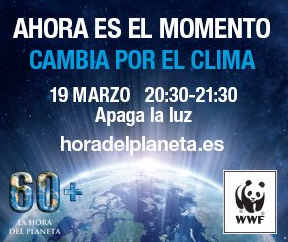 AHORA ES EL MOMENTO
CAMBIA POR EL CLIMA
19 MARZO 20:30-21:30
Apaga la luz
horadelplaneta.es
60+
LA HORA
DEL PLANETA
WWF